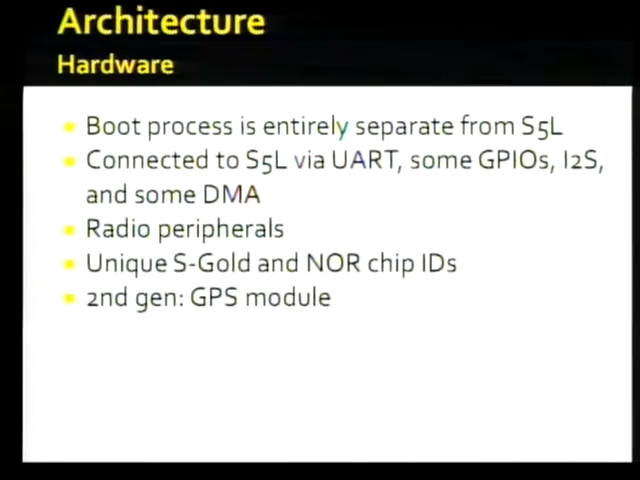 Architecture
Hardware
Boot process is entirely separate from S5L
Connected to S5L via UART, some GPIOs, I2S,
and some DMA
Radio peripherals
Unique S-Gold and NOR chip IDs
2nd gen: GPS module